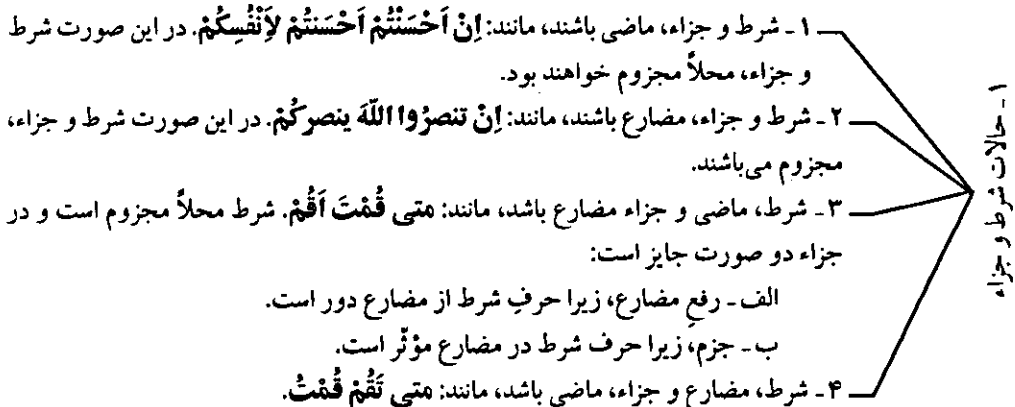 ۱ ـ حالات شرط و جزاء
۱ ـ شرط و جزاء، ماضی باشند، مانند: اِنْ اَحْسَنْتُمْ اَحْسَنتُمْ لاَِنْفُسِكُمْ. در این صورت شرط
و جزاء، محلاًّ مجزوم خواهند بود.
۲ ـ شرط و جزاء، مضارع باشند، مانند: اِنْ تنصرُوا اللّهَ ینصرکُمْ. در این صورت شرط و جزاء،
مجزوم می‌باشند.
۳ ـ شرط، ماضی و جزاء مضارع باشد، مانند: متی قُمْتَ اَقُمْ. شرط محلاًّ مجزوم است و در
جزاء دو صورت جایز است:
الف ـ رفعِ مضارع، زیرا حرفِ شرط از مضارع دور است.
ب ـ جزم، زیرا حرف شرط در مضارع مؤثّر است.
۴ ـ شرط، مضارع و جزاء، ماضی باشد، مانند: متی تَقُمْ قُمْتُ.